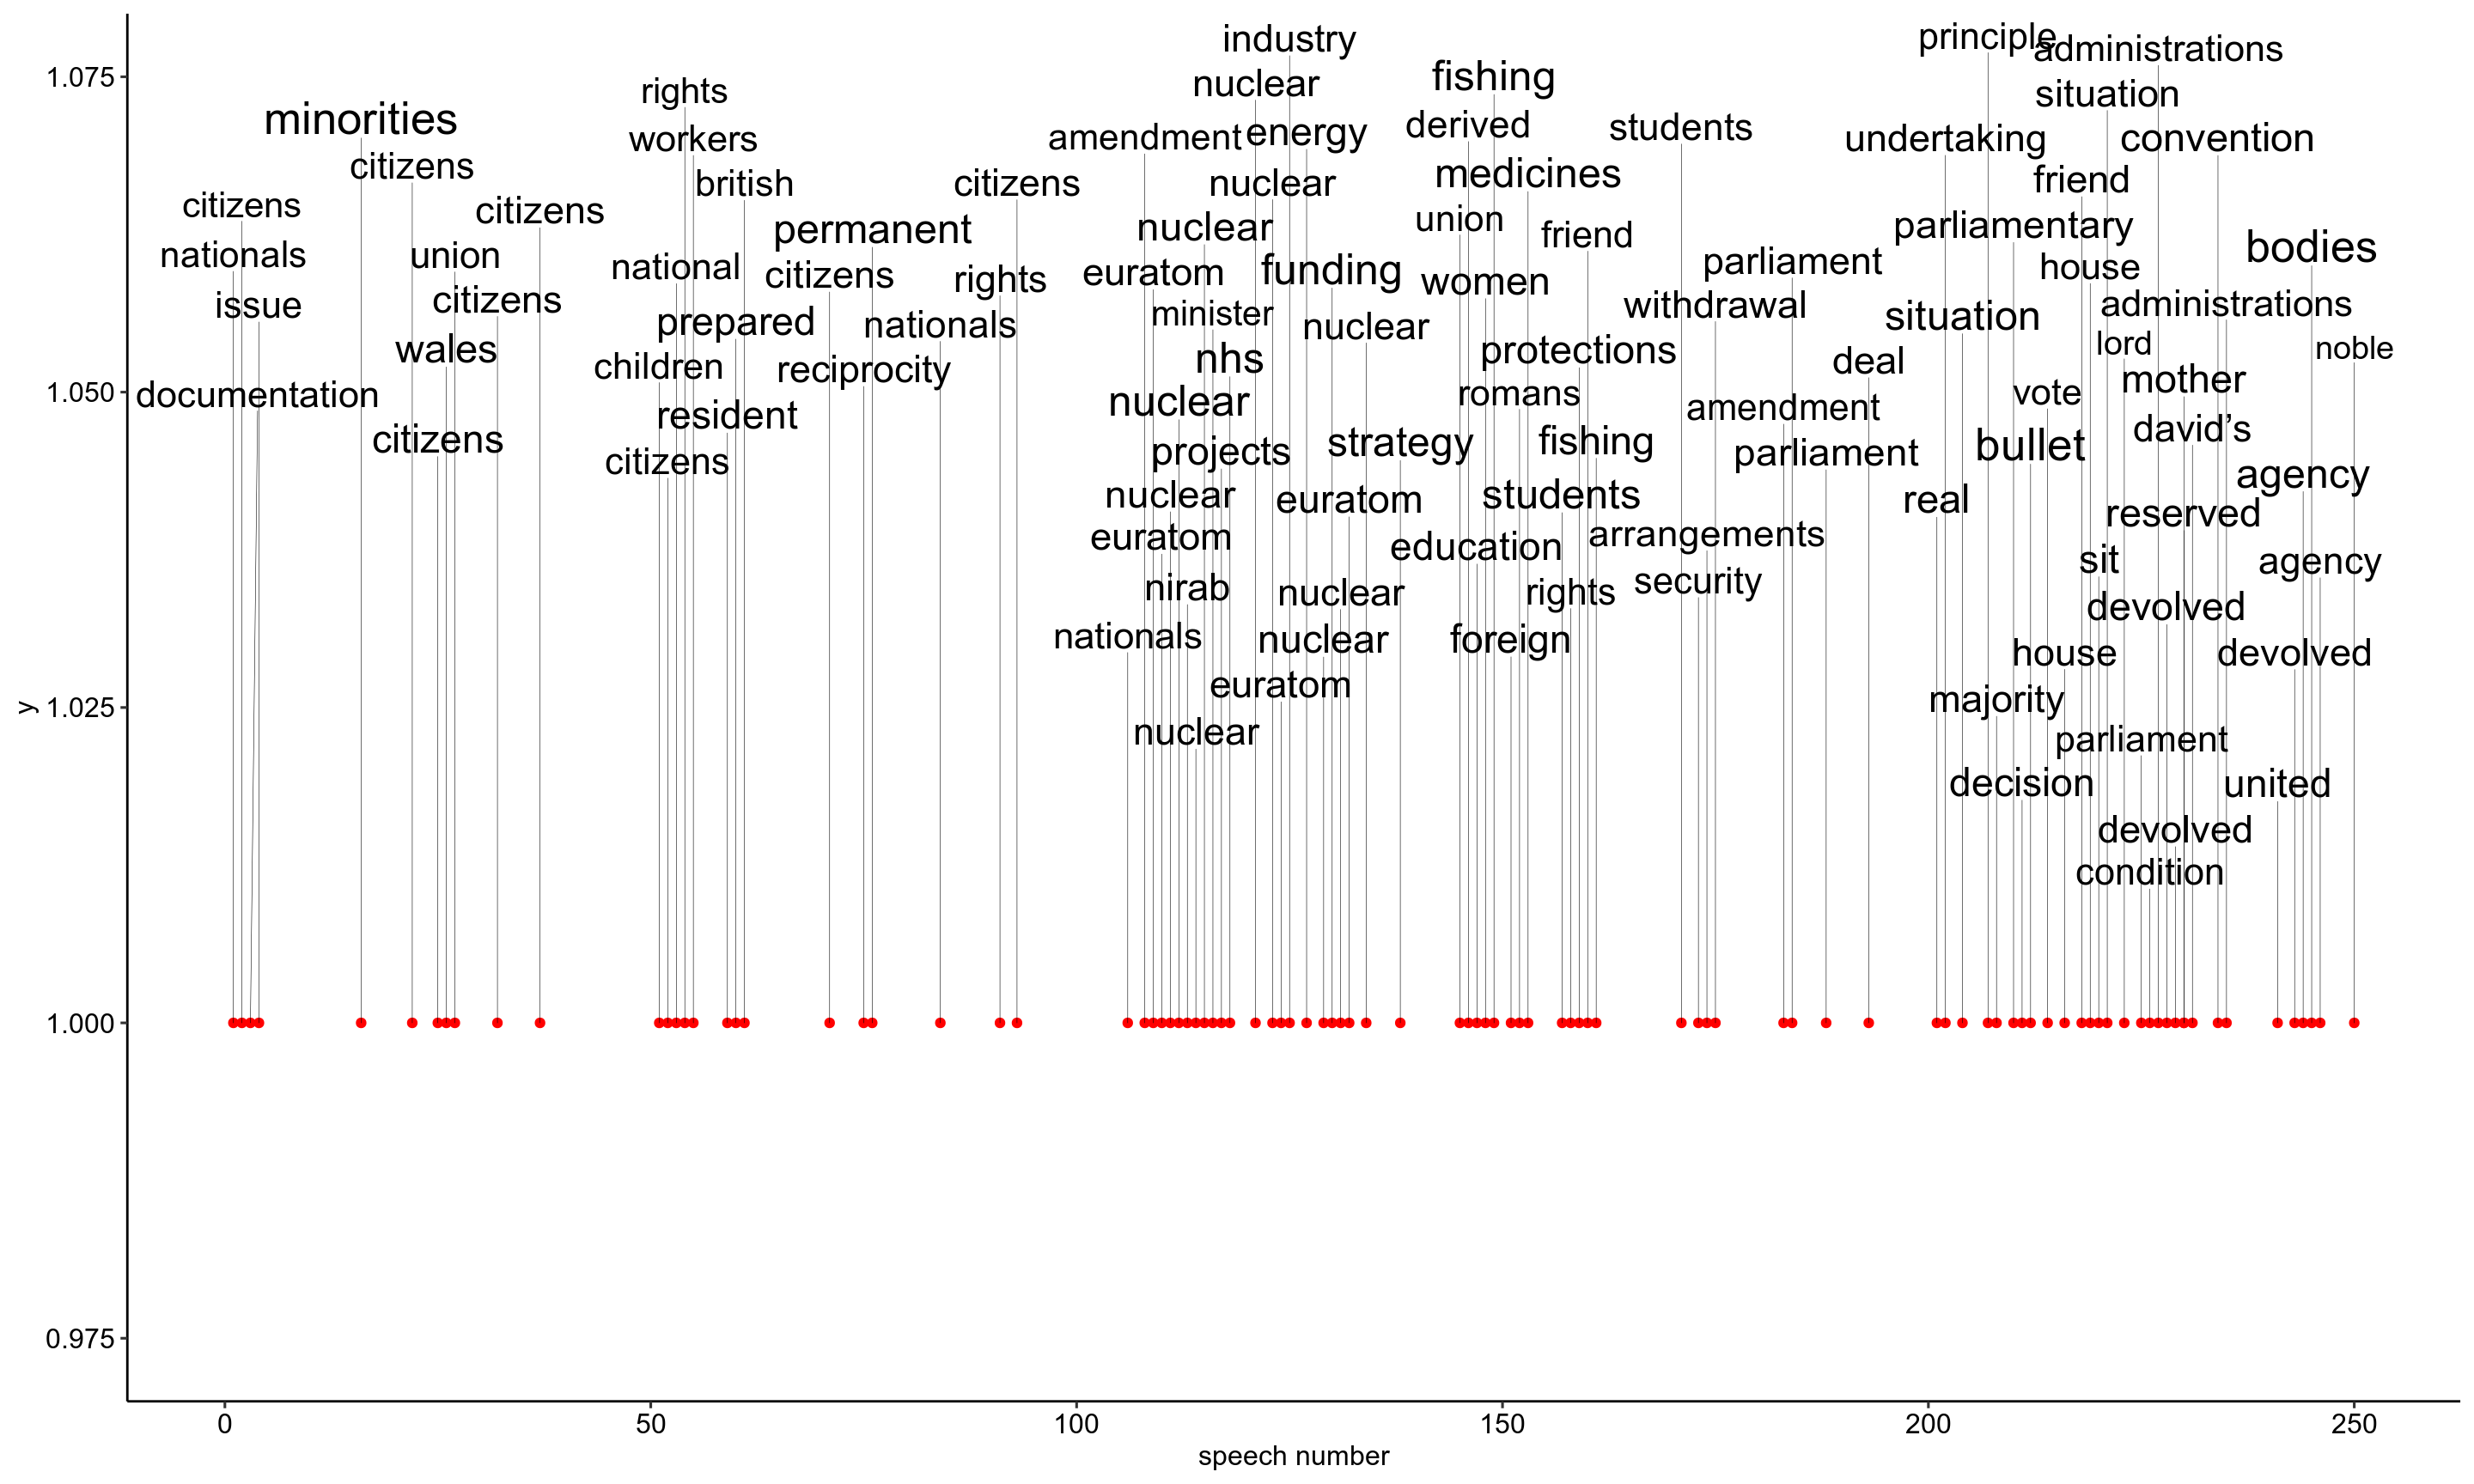 industry
principle
administrations
1.075
fishing
nuclear
rights
situation
minorities
derived
students
energy
amendment
workers
undertaking
convention
citizens
medicines
friend
british
citizens
nuclear
citizens
citizens
union
parliamentary
nuclear
permanent
friend
bodies
nationals
union
parliament
national
house
funding
euratom
citizens
rights
women
citizens
issue
withdrawal
administrations
minister
situation
prepared
nationals
nuclear
lord
noble
wales
protections
nhs
deal
children
reciprocity
mother
1.050
documentation
romans
vote
nuclear
amendment
resident
david’s
citizens
strategy
fishing
bullet
projects
parliament
citizens
agency
nuclear
students
euratom
real
reserved
arrangements
euratom
education
sit
agency
security
nirab
nuclear
rights
devolved
nationals
nuclear
foreign
house
devolved
euratom
majority
1.025
y
nuclear
parliament
decision
united
devolved
condition
1.000
0.975
0 50 100 150 200 250
speech number